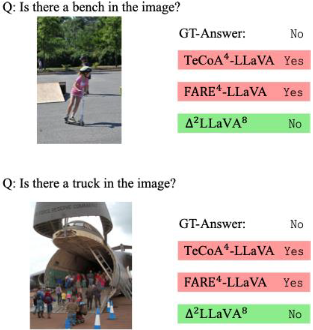 Q: Is there a bench in the image?
GT-Answer: No
TeCoA⁴-LLaVA Yes
FARE⁴-LLaVA Yes
Δ²LLaVA⁸ No
Q: Is there a truck in the image?
GT-Answer: No
TeCoA⁴-LLaVA Yes
FARE⁴-LLaVA Yes
Δ²LLaVA⁸ No